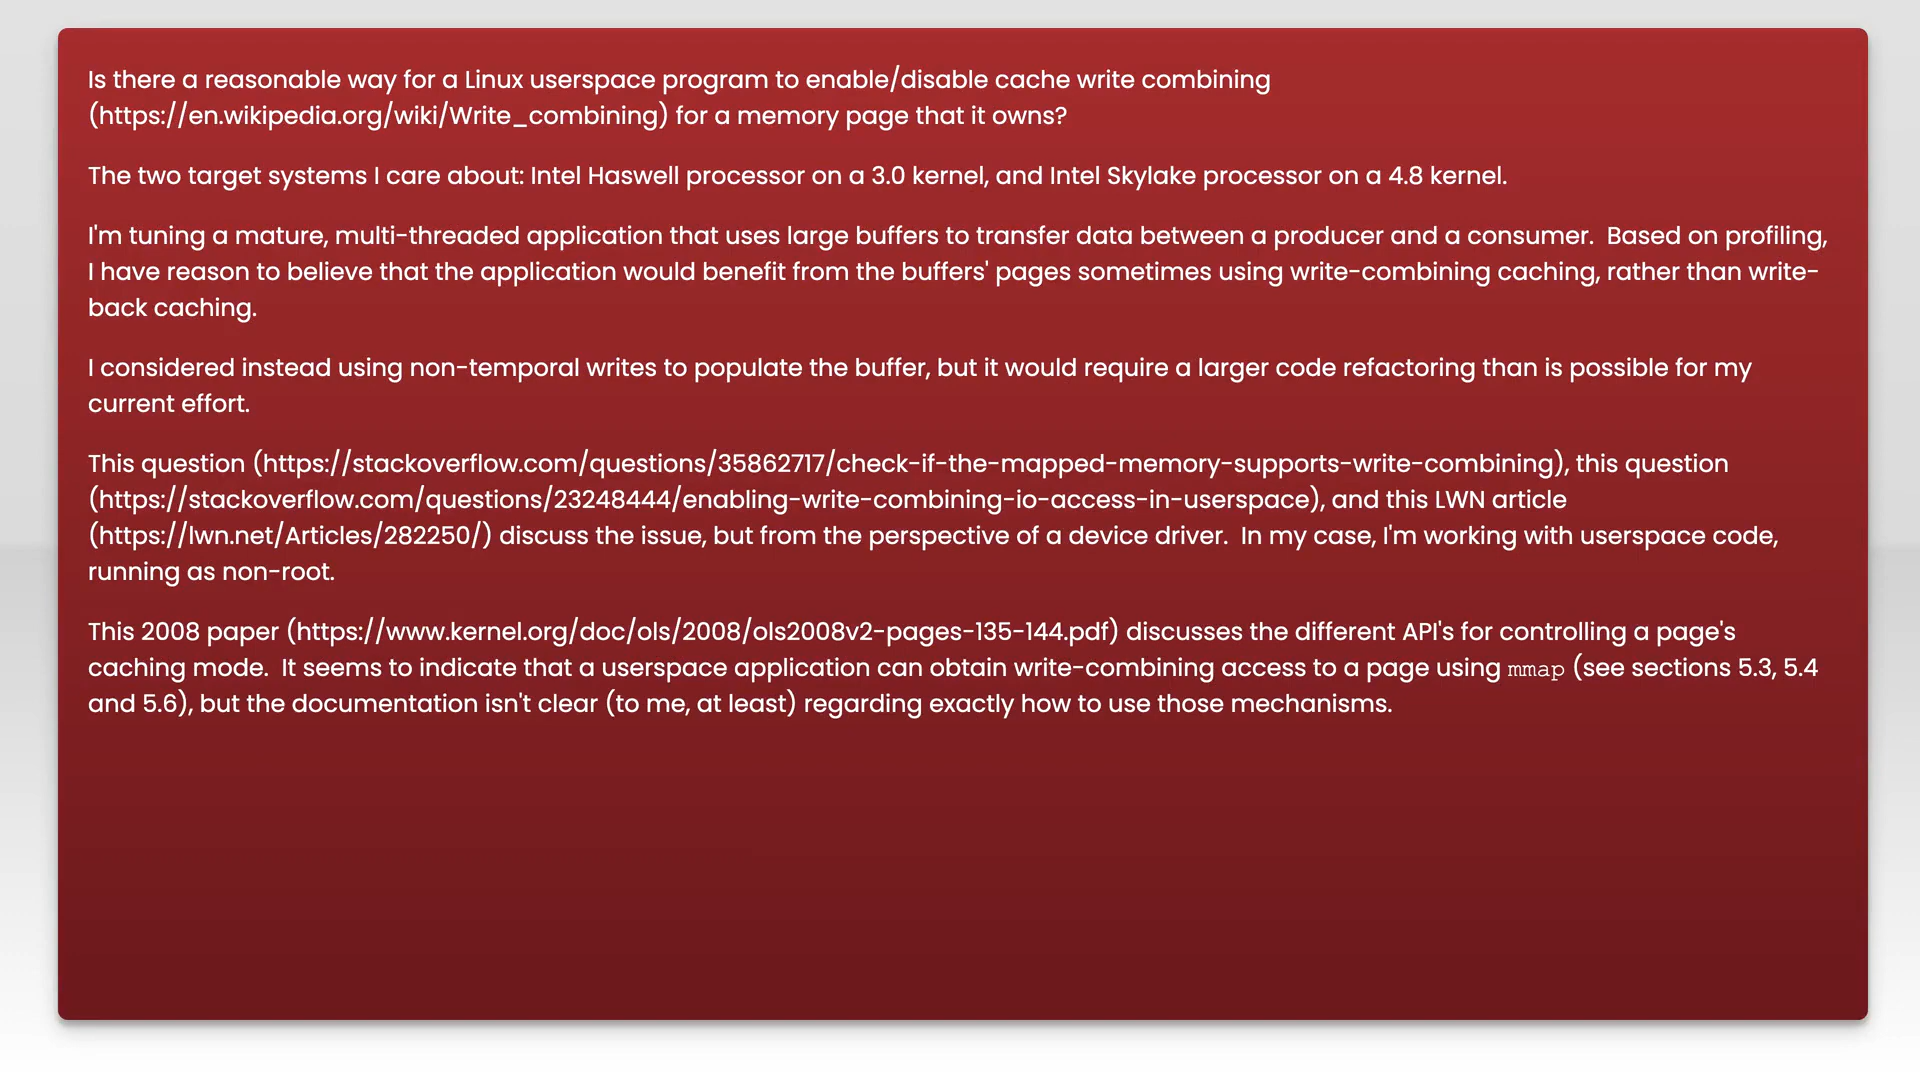 Is there a reasonable way for a Linux userspace program to enable/disable cache write combining
(https://en.wikipedia.org/wiki/Write_combining) for a memory page that it owns?
The two target systems I care about: Intel Haswell processor on a 3.0 kernel, and Intel Skylake processor on a 4.8 kernel.
I'm tuning a mature, multi-threaded application that uses large buffers to transfer data between a producer and a consumer.  Based on profiling,
I have reason to believe that the application would benefit from the buffers' pages sometimes using write-combining caching, rather than write-
back caching.
I considered instead using non-temporal writes to populate the buffer, but it would require a larger code refactoring than is possible for my
current effort.
This question (https://stackoverflow.com/questions/35862717/check-if-the-mapped-memory-supports-write-combining), this question
(https://stackoverflow.com/questions/23248444/enabling-write-combining-io-access-in-userspace), and this LWN article
(https://lwn.net/Articles/282250/) discuss the issue, but from the perspective of a device driver.  In my case, I'm working with userspace code,
running as non-root.
This 2008 paper (https://www.kernel.org/doc/ols/2008/ols2008v2-pages-135-144.pdf) discusses the different API's for controlling a page's
caching mode.  It seems to indicate that a userspace application can obtain write-combining access to a page using mmap (see sections 5.3, 5.4
and 5.6), but the documentation isn't clear (to me, at least) regarding exactly how to use those mechanisms.